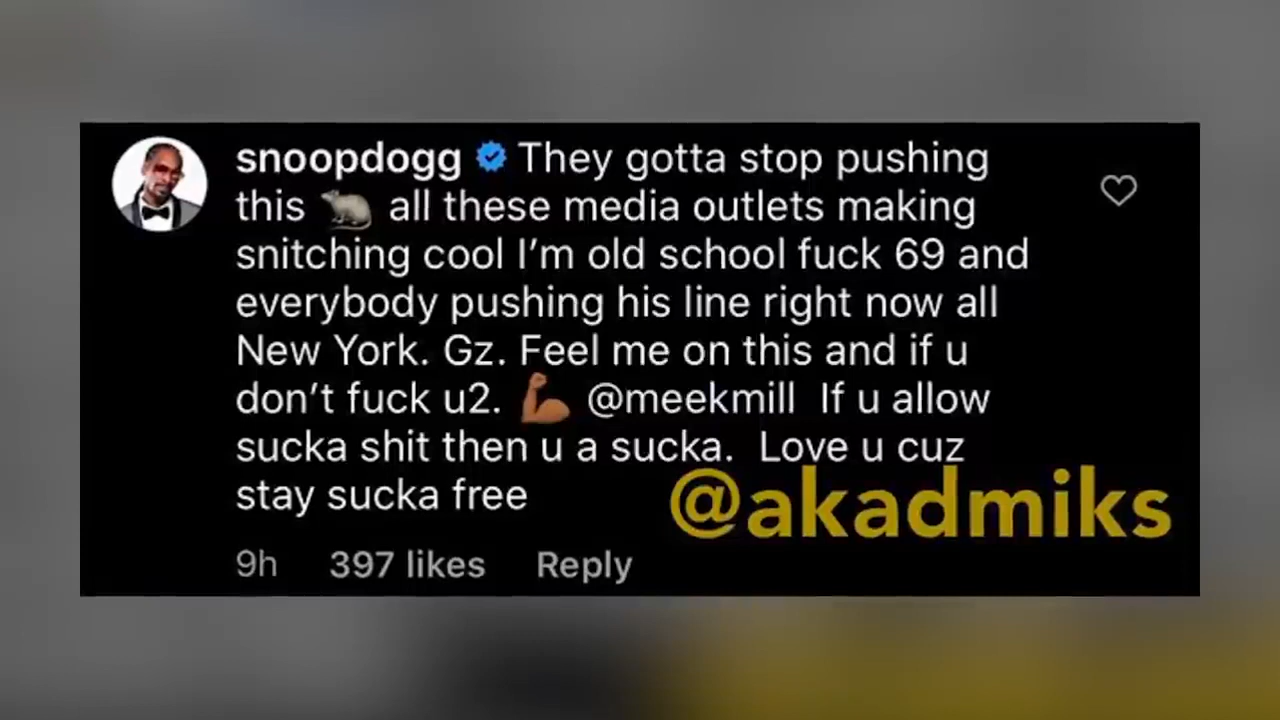 snoopdogg They gotta stop pushing
this 🐀 all these media outlets making
snitching cool I’m old school fuck 69 and
everybody pushing his line right now all
New York. Gz. Feel me on this and if u
don’t fuck u2. 💪🏾 @meekmill  If u allow
sucka shit then u a sucka.  Love u cuz
stay sucka free
@akadmiks
9h 397 likes Reply